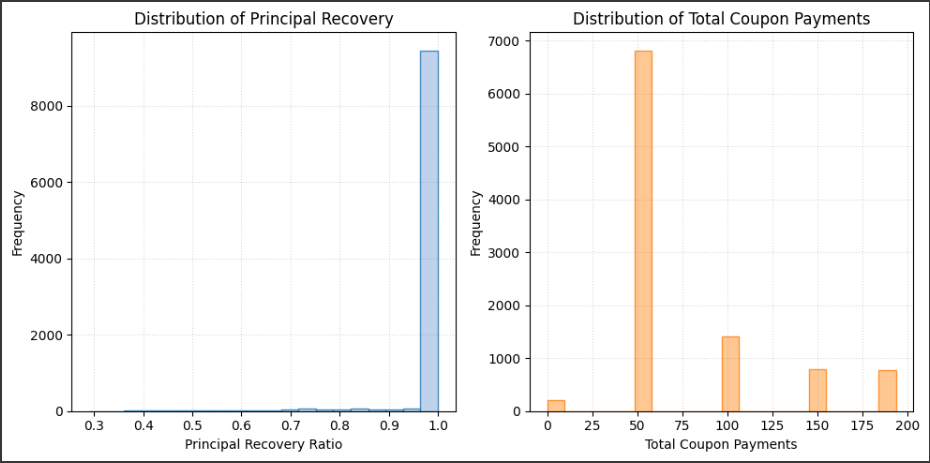 Distribution of Principal Recovery
Frequency
8000
6000
4000
2000
0
0.3 0.4 0.5 0.6 0.7 0.8 0.9 1.0
Principal Recovery Ratio
Distribution of Total Coupon Payments
Frequency
7000
6000
5000
4000
3000
2000
1000
0
0 25 50 75 100 125 150 175 200
Total Coupon Payments